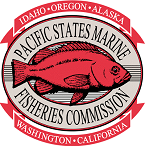 IDAHO • OREGON • ALASKA
PACIFIC STATES MARINE
FISHERIES COMMISSION
WASHINGTON • CALIFORNIA